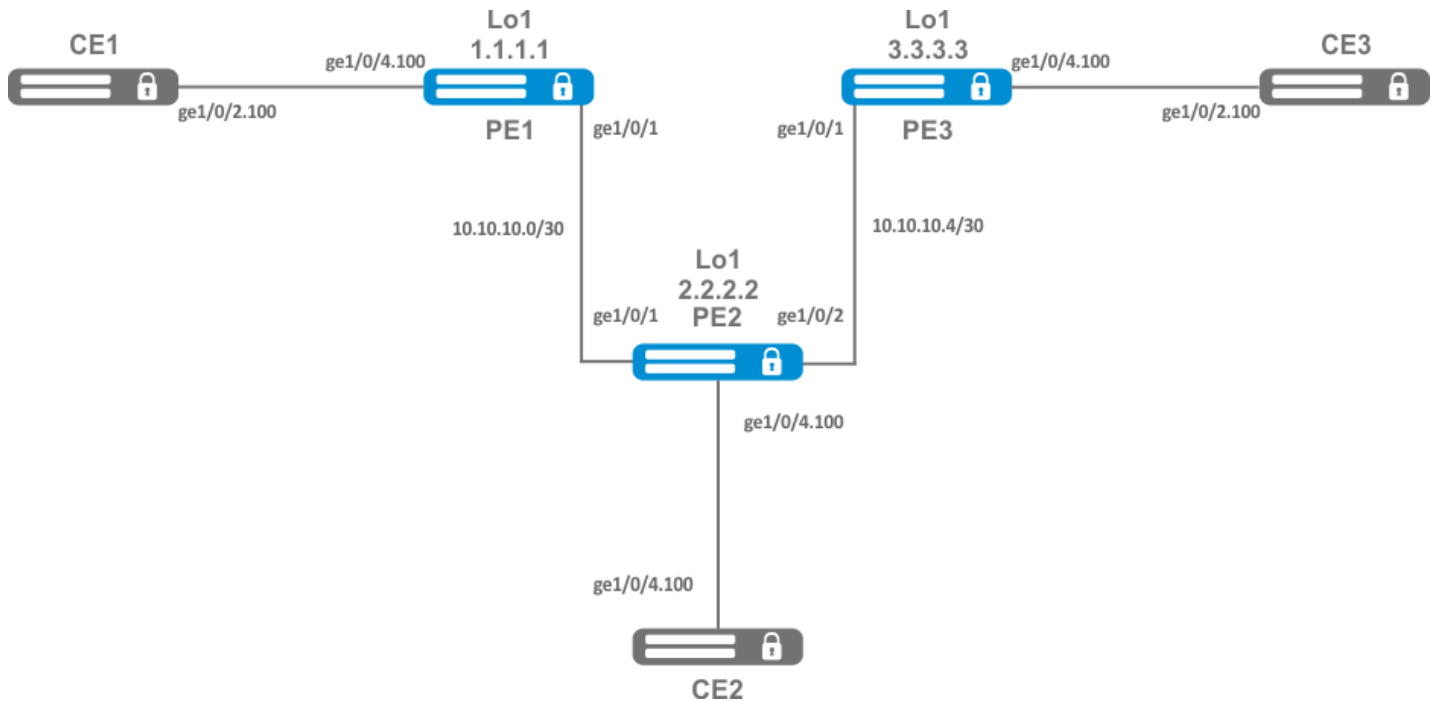 Lo1
1.1.1.1
Lo1
3.3.3.3
CE1
CE3
ge1/0/4.100
ge1/0/4.100
ge1/0/2.100
ge1/0/2.100
PE1
PE3
ge1/0/1
ge1/0/1
10.10.10.0/30
10.10.10.4/30
Lo1
2.2.2.2
PE2
ge1/0/1
ge1/0/2
ge1/0/4.100
ge1/0/4.100
CE2